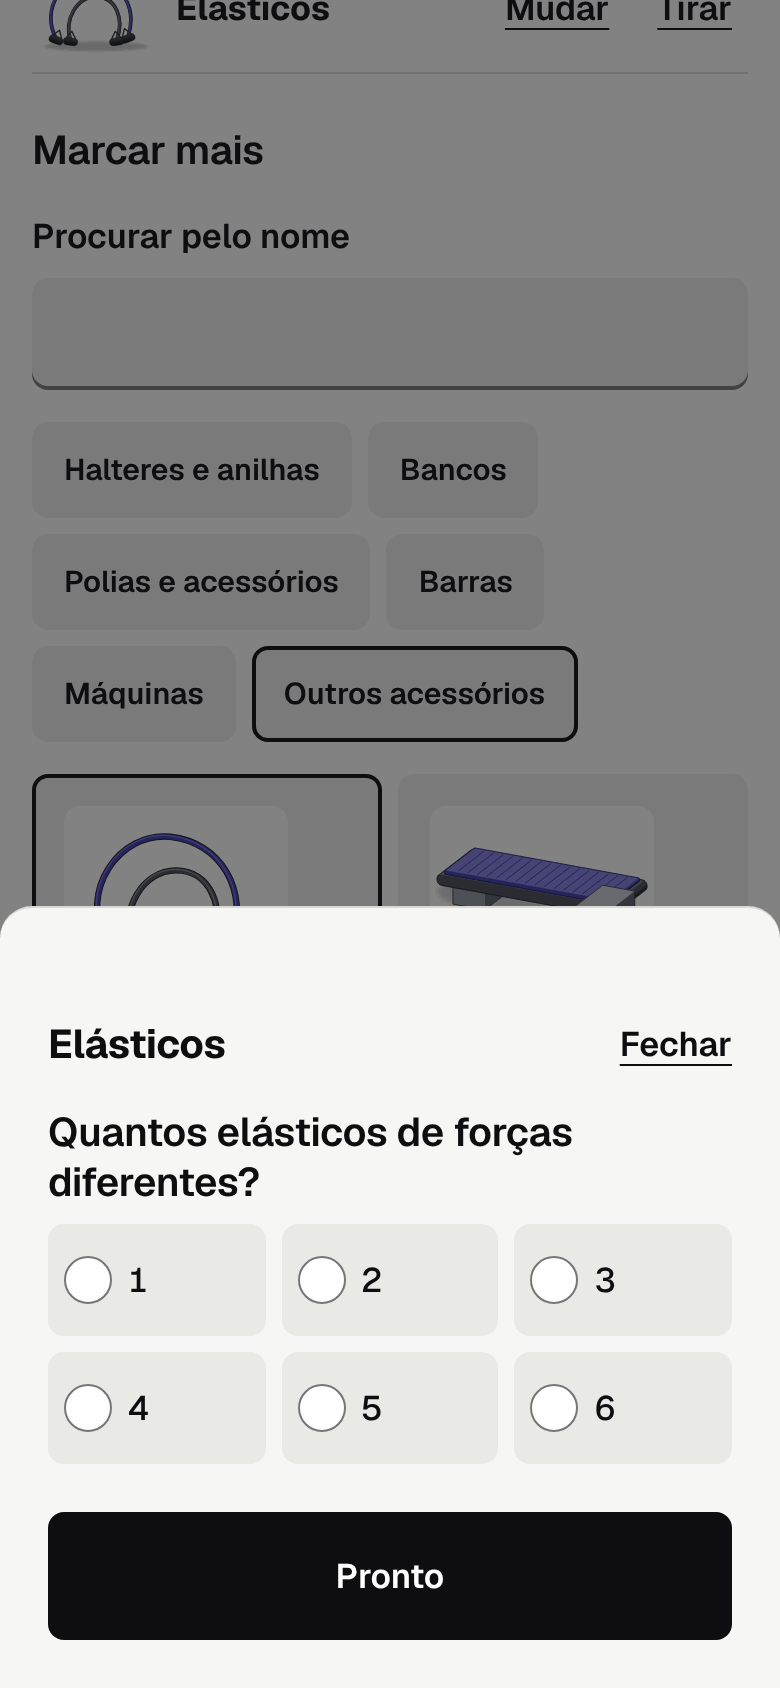 Elásticos
Mudar
Tirar
Marcar mais
Procurar pelo nome
Halteres e anilhas
Bancos
Polias e acessórios
Barras
Máquinas
Outros acessórios
Elásticos
Fechar
Quantos elásticos de forças
diferentes?
1
2
3
4
5
6
Pronto